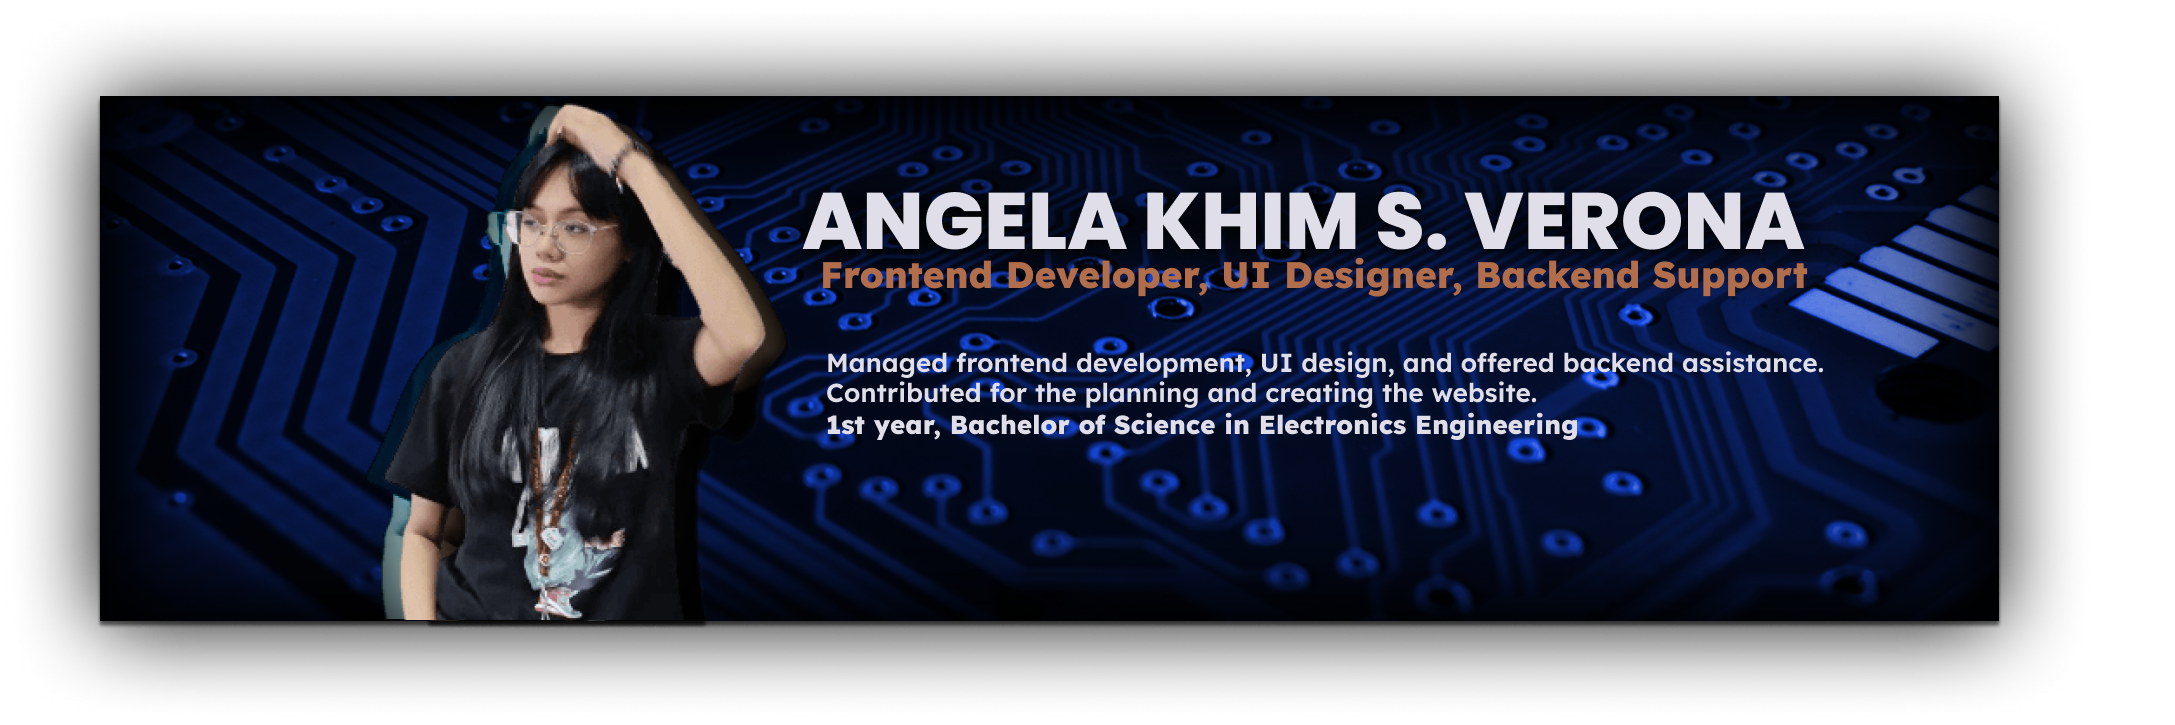 ANGELA KHIM S. VERONA
Frontend Developer, UI Designer, Backend Support
Managed frontend development, UI design, and offered backend assistance.
Contributed for the planning and creating the website.
1st year, Bachelor of Science in Electronics Engineering